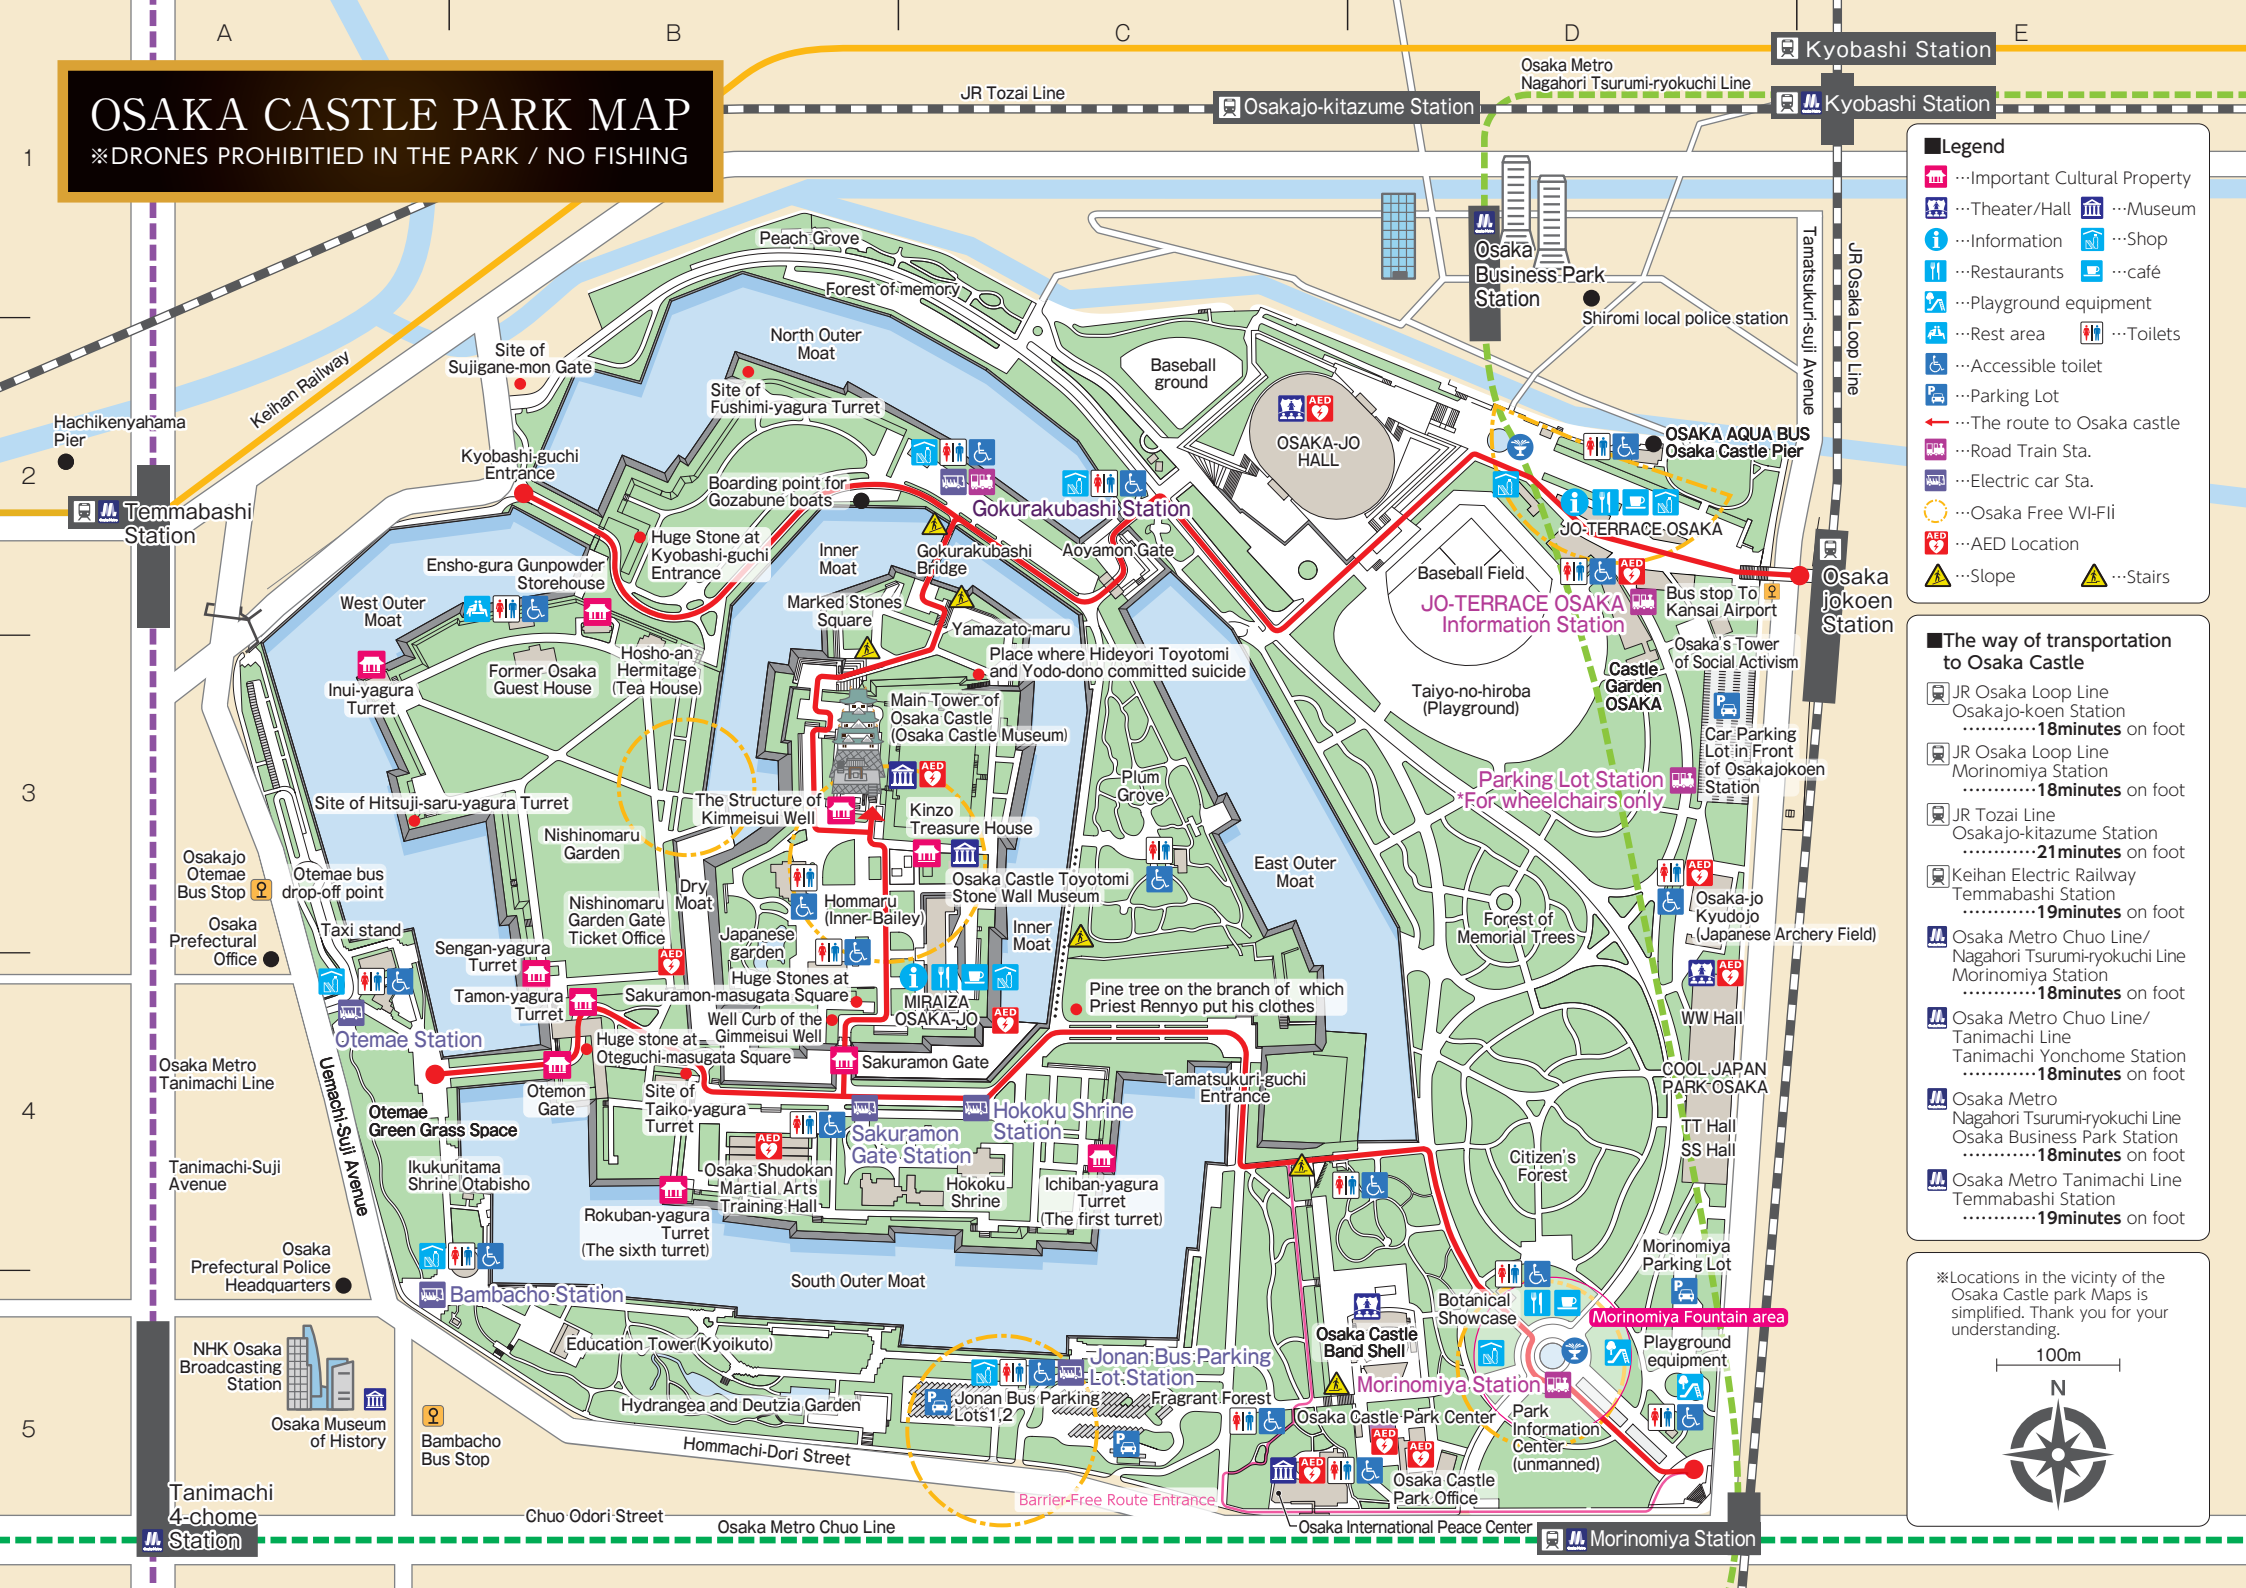 A
B
C
D
E
1
2
3
4
5
OSAKA CASTLE PARK MAP
※DRONES PROHIBITIED IN THE PARK / NO FISHING
JR Tozai Line
Osakajo-kitazume Station
Osaka Metro
Nagahori Tsurumi-ryokuchi Line
Kyobashi Station
Kyobashi Station
Tamatsukuri-suji Avenue
JR Osaka Loop Line
Osaka
Business Park
Station
Shiromi local police station
Peach Grove
Forest of memory
North Outer
Moat
Site of
Sujigane-mon Gate
Keihan Railway
Hachikenyahama
Pier
Site of
Fushimi-yagura Turret
Baseball
ground
AED
OSAKA-JO
HALL
OSAKA AQUA BUS
Osaka Castle Pier
Kyobashi-guchi
Entrance
Temmabashi
Station
Boarding point for
Gozabune boats
Gokurakubashi Station
JO-TERRACE OSAKA
Huge Stone at
Kyobashi-guchi
Entrance
Ensho-gura Gunpowder
Storehouse
Inner
Moat
Gokurakubashi
Bridge
Aoyamon Gate
Baseball Field
AED
JO-TERRACE OSAKA
Information Station
Bus stop To
Kansai Airport
Osaka
jokoen
Station
West Outer
Moat
Marked Stones
Square
Yamazato-maru
Osaka's Tower
of Social Activism
Place where Hideyori Toyotomi
and Yodo-dono committed suicide
Castle
Garden
OSAKA
Inui-yagura
Turret
Former Osaka
Guest House
Hosho-an
Hermitage
(Tea House)
Main Tower of
Osaka Castle
(Osaka Castle Museum)
Taiyo-no-hiroba
(Playground)
Car Parking
Lot in Front
of Osakajokoen
Station
Parking Lot Station
*For wheelchairs only
AED
Plum
Grove
Site of Hitsuji-saru-yagura Turret
The Structure of
Kimmeisui Well
Kinzo
Treasure House
Nishinomaru
Garden
Osakajo
Otemae
Bus Stop
Otemae bus
drop-off point
East Outer
Moat
Osaka Castle Toyotomi
Stone Wall Museum
Dry
Moat
Hommaru
(Inner-Bailey)
Nishinomaru
Garden Gate
Ticket Office
Osaka
Prefectural
Office
Taxi stand
Japanese
garden
Inner
Moat
Forest of
Memorial Trees
AED
Osaka-jo
Kyudojo
(Japanese Archery Field)
Sengan-yagura
Turret
AED
Huge Stones at
Sakuramon-masugata Square
Tamon-yagura
Turret
MIRAIZA
OSAKA-JO
AED
Well Curb of the
Gimmeisui Well
Pine tree on the branch of which
Priest Rennyo put his clothes
AED
WW Hall
Otemae Station
Huge stone at
Oteguchi-masugata Square
Sakuramon Gate
Osaka Metro
Tanimachi Line
Uemachi-Suji Avenue
Otemon
Gate
Site of
Taiko-yagura
Turret
Tamatsukuri-guchi
Entrance
COOL JAPAN
PARK OSAKA
Otemae
Green Grass Space
Hokoku Shrine
Station
TT Hall
SS Hall
AED
Sakuramon
Gate Station
Tanimachi-Suji
Avenue
Ikukunitama
Shrine Otabisho
Osaka Shudokan
Martial Arts
Training Hall
Hokoku
Shrine
Ichiban-yagura
Turret
(The first turret)
Citizen's
Forest
Rokuban-yagura
Turret
(The sixth turret)
Osaka
Prefectural Police
Headquarters
South Outer Moat
Morinomiya
Parking Lot
Bambacho Station
Botanical
Showcase
Morinomiya Fountain area
Osaka Castle
Band Shell
Playground
equipment
NHK Osaka
Broadcasting
Station
Education Tower(Kyoikuto)
Jonan Bus Parking
Lot Station
Morinomiya Station
Osaka Museum
of History
Hydrangea and Deutzia Garden
Jonan Bus Parking
Lots1,2
Fragrant Forest
Osaka Castle Park Center
Park
Information
Center
(unmanned)
Bambacho
Bus Stop
Hommachi-Dori Street
AED
AED
AED
Osaka Castle
Park Office
Barrier-Free Route Entrance
Tanimachi
4-chome
Station
Chuo Odori Street
Osaka Metro Chuo Line
Osaka International Peace Center
Morinomiya Station
■Legend
…Important Cultural Property
…Theater/Hall
…Museum
…Information
…Shop
…Restaurants
…café
…Playground equipment
…Rest area
…Toilets
…Accessible toilet
…Parking Lot
…The route to Osaka castle
…Road Train Sta.
…Electric car Sta.
…Osaka Free WI-FIi
AED
…AED Location
…Slope
…Stairs
■The way of transportation
to Osaka Castle
JR Osaka Loop Line
Osakajo-koen Station
…………18minutes on foot
JR Osaka Loop Line
Morinomiya Station
…………18minutes on foot
JR Tozai Line
Osakajo-kitazume Station
…………21minutes on foot
Keihan Electric Railway
Temmabashi Station
…………19minutes on foot
Osaka Metro Chuo Line/
Nagahori Tsurumi-ryokuchi Line
Morinomiya Station
…………18minutes on foot
Osaka Metro Chuo Line/
Tanimachi Line
Tanimachi Yonchome Station
…………18minutes on foot
Osaka Metro
Nagahori Tsurumi-ryokuchi Line
Osaka Business Park Station
…………18minutes on foot
Osaka Metro Tanimachi Line
Temmabashi Station
…………19minutes on foot
※Locations in the vicinty of the
Osaka Castle park Maps is
simplified. Thank you for your
understanding.
100m
N